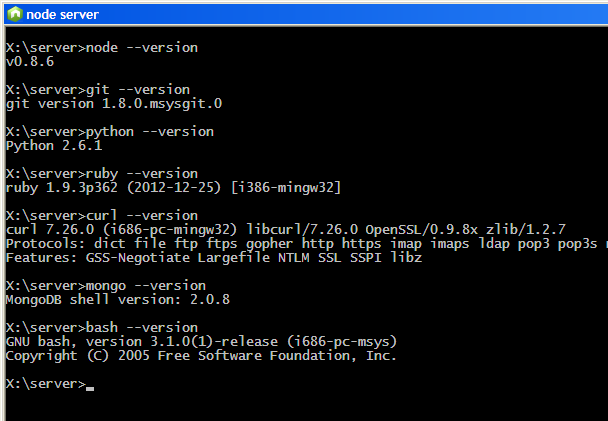 node server
X:\server>node --version
v0.8.6
X:\server>git --version
git version 1.8.0.msysgit.0
X:\server>python --version
Python 2.6.1
X:\server>ruby --version
ruby 1.9.3p362 (2012-12-25) [i386-mingw32]
X:\server>curl --version
curl 7.26.0 (i686-pc-mingw32) libcurl/7.26.0 OpenSSL/0.9.8x zlib/1.2.7
Protocols: dict file ftp ftps gopher http https imap imaps ldap pop3 pop3s
Features: GSS-Negotiate Largefile NTLM SSL SSPI libz
X:\server>mongo --version
MongoDB shell version: 2.0.8
X:\server>bash --version
GNU bash, version 3.1.0(1)-release (i686-pc-msys)
Copyright (C) 2005 Free Software Foundation, Inc.
X:\server>_